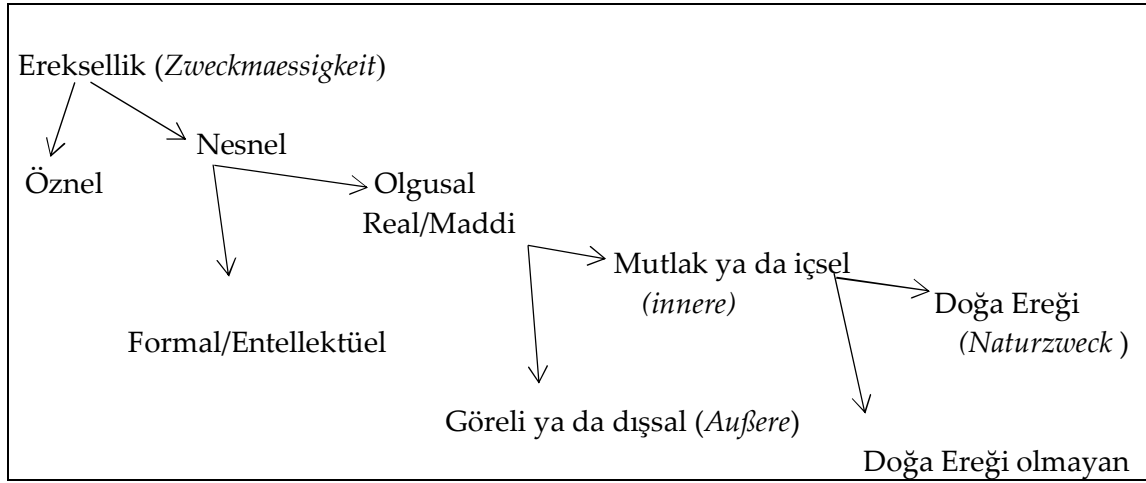 Ereksellik (Zweckmaessigkeit)
Nesnel
Öznel
Olgusal
Real/Maddi
Mutlak ya da içsel
(innere)
Doğa Ereği
(Naturzweck )
Formal/Entellektüel
Göreli ya da dışsal (Außere)
Doğa Ereği olmayan